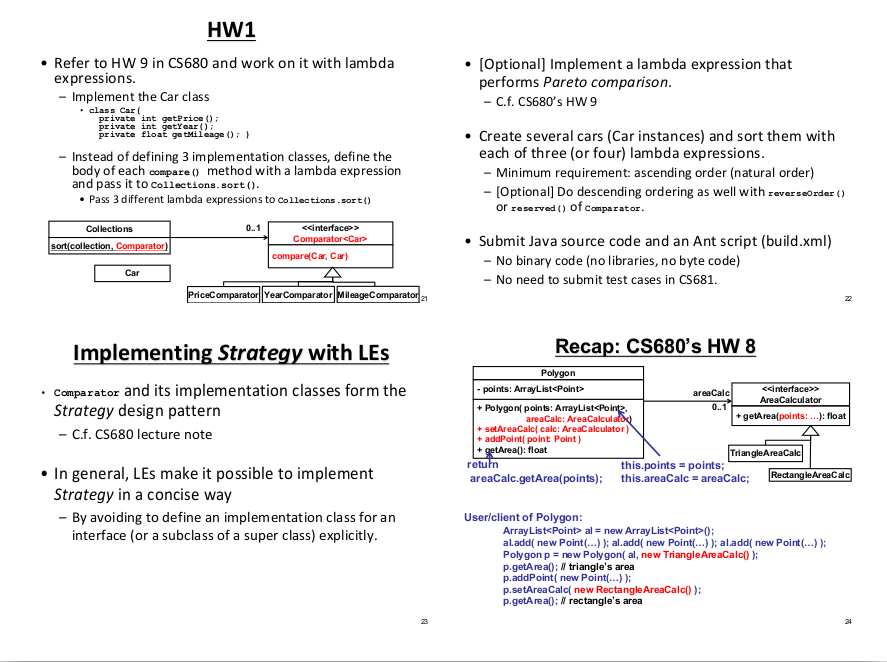 HW1
• Refer to HW 9 in CS680 and work on it with lambda
expressions.
– Implement the Car class
• class Car{
private int getPrice();
private int getYear();
private float getMileage(); }
– Instead of defining 3 implementation classes, define the
body of each compare() method with a lambda expression
and pass it to Collections.sort().
• Pass 3 different lambda expressions to Collections.sort()
Collections
sort(collection, Comparator)
Car
0..1
<<interface>>
Comparator<Car>
compare(Car, Car)
PriceComparator
YearComparator
MileageComparator
21
• [Optional] Implement a lambda expression that
performs Pareto comparison.
– C.f. CS680's HW 9
• Create several cars (Car instances) and sort them with
each of three (or four) lambda expressions.
– Minimum requirement: ascending order (natural order)
– [Optional] Do descending ordering as well with reverseOrder()
or reserved() of Comparator.
• Submit Java source code and an Ant script (build.xml)
– No binary code (no libraries, no byte code)
– No need to submit test cases in CS681.
22
Implementing Strategy with LEs
• Comparator and its implementation classes form the
Strategy design pattern
– C.f. CS680 lecture note
• In general, LEs make it possible to implement
Strategy in a concise way
– By avoiding to define an implementation class for an
interface (or a subclass of a super class) explicitly.
23
Recap: CS680's HW 8
Polygon
- points: ArrayList<Point>
+ Polygon( points: ArrayList<Point>,
areaCalc: AreaCalculator)
+ setAreaCalc( calc: AreaCalculator )
+ addPoint( point: Point )
+ getArea(): float
areaCalc
0..1
<<interface>>
AreaCalculator
+ getArea(points: ...): float
TriangleAreaCalc
RectangleAreaCalc
return
areaCalc.getArea(points);
this.points = points;
this.areaCalc = areaCalc;
User/client of Polygon:
ArrayList<Point> al = new ArrayList<Point>();
al.add( new Point(…) ); al.add( new Point(…) ); al.add( new Point(…) );
Polygon p = new Polygon( al, new TriangleAreaCalc() );
p.getArea(); // triangle's area
p.addPoint( new Point(…) );
p.setAreaCalc( new RectangleAreaCalc() );
p.getArea(); // rectangle's area
24